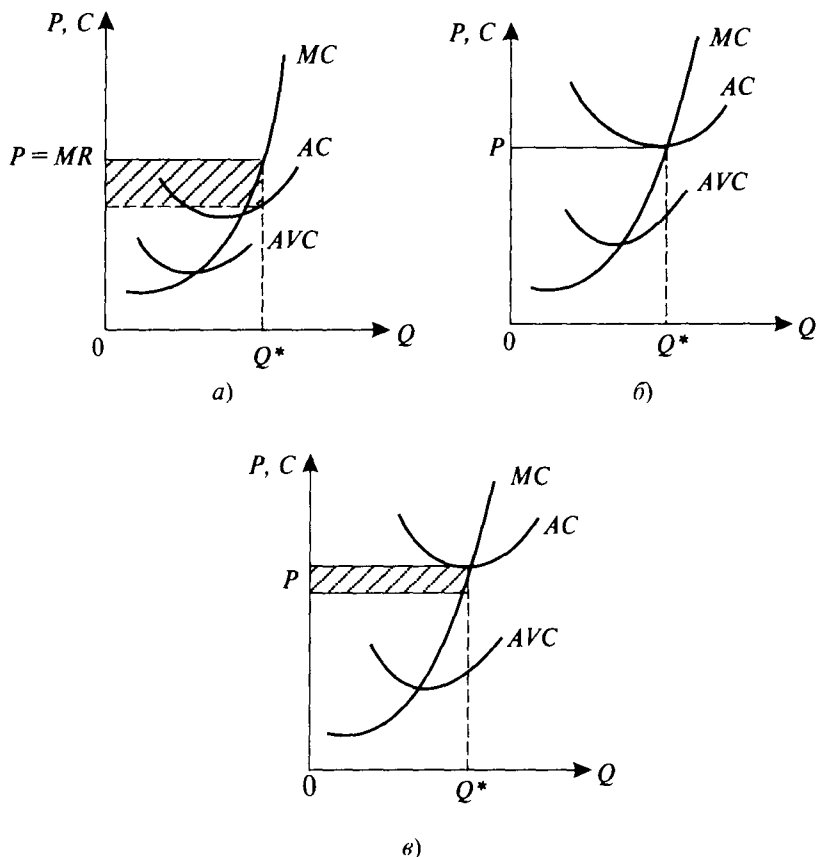 P, C
MC
P = MR
AC
AVC
0
Q*
Q
а)
P, C
MC
AC
P
AVC
0
Q*
Q
б)
P, C
MC
AC
P
AVC
0
Q*
Q
в)